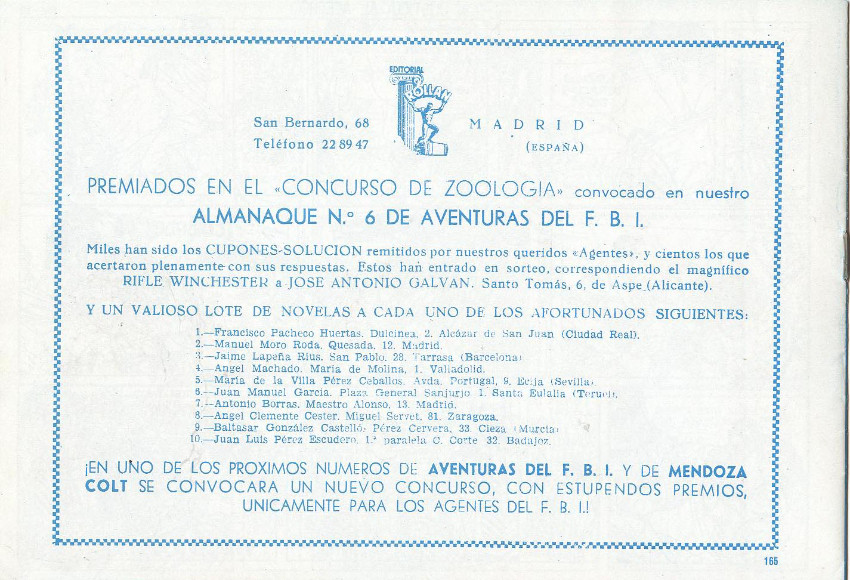 EDITORIAL
ROLLAN
San Bernardo, 68
Teléfono 22 89 47
MADRID
(ESPAÑA)
PREMIADOS EN EL «CONCURSO DE ZOOLOGIA» convocado en nuestro
ALMANAQUE N.º 6 DE AVENTURAS DEL F. B. I.
Miles han sido los CUPONES-SOLUCION remitidos por nuestros queridos «Agentes», y cientos los que
acertaron plenamente con sus respuestas. Estos han entrado en sorteo, correspondiendo el magnífico
RIFLE WINCHESTER a JOSE ANTONIO GALVAN. Santo Tomás, 6, de Aspe (Alicante).
Y UN VALIOSO LOTE DE NOVELAS A CADA UNO DE LOS AFORTUNADOS SIGUIENTES:
1.—Francisco Pacheco Huertas. Dulcinea, 2. Alcázar de San Juan (Ciudad Real).
2.—Manuel Moro Roda. Quesada, 12. Madrid.
3.—Jaime Lapeña Rius. San Pablo. 28. Tarrasa (Barcelona)
4.—Angel Machado. María de Molina, 1. Valladolid.
5.—María de la Villa Pérez Ceballos. Avda. Portugal, 9. Ecija (Sevilla).
6.—Juan Manuel García. Plaza General Sanjurjo 1. Santa Eulalia (Teruel).
7.—Antonio Borras. Maestro Alonso. 13. Madrid.
8.—Angel Clemente Cester. Miguel Servet, 81. Zaragoza.
9.—Baltasar González Castelló. Pérez Cervera, 33. Cieza (Murcia)
10.—Juan Luis Pérez Escudero. 1.ª paralela C. Corte 32. Badajoz.
¡EN UNO DE LOS PROXIMOS NUMEROS DE AVENTURAS DEL F. B. I. Y DE MENDOZA
COLT SE CONVOCARA UN NUEVO CONCURSO, CON ESTUPENDOS PREMIOS,
UNICAMENTE PARA LOS AGENTES DEL F. B. I.!
165